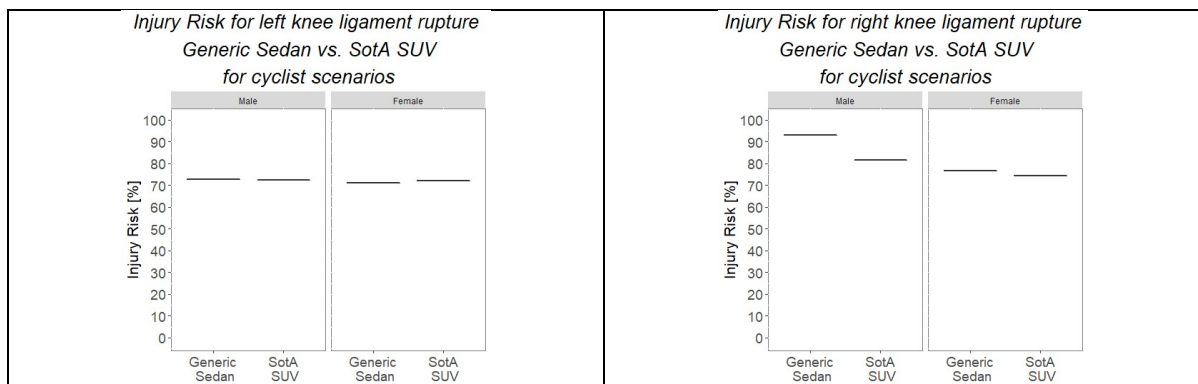 Injury Risk for left knee ligament rupture
Generic Sedan vs. SotA SUV
for cyclist scenarios
Male Female
Injury Risk [%]
100
90
80
70
60
50
40
30
20
10
0
Generic Sedan
SotA SUV
Generic Sedan
SotA SUV
Injury Risk for right knee ligament rupture
Generic Sedan vs. SotA SUV
for cyclist scenarios
Male Female
Injury Risk [%]
100
90
80
70
60
50
40
30
20
10
0
Generic Sedan
SotA SUV
Generic Sedan
SotA SUV